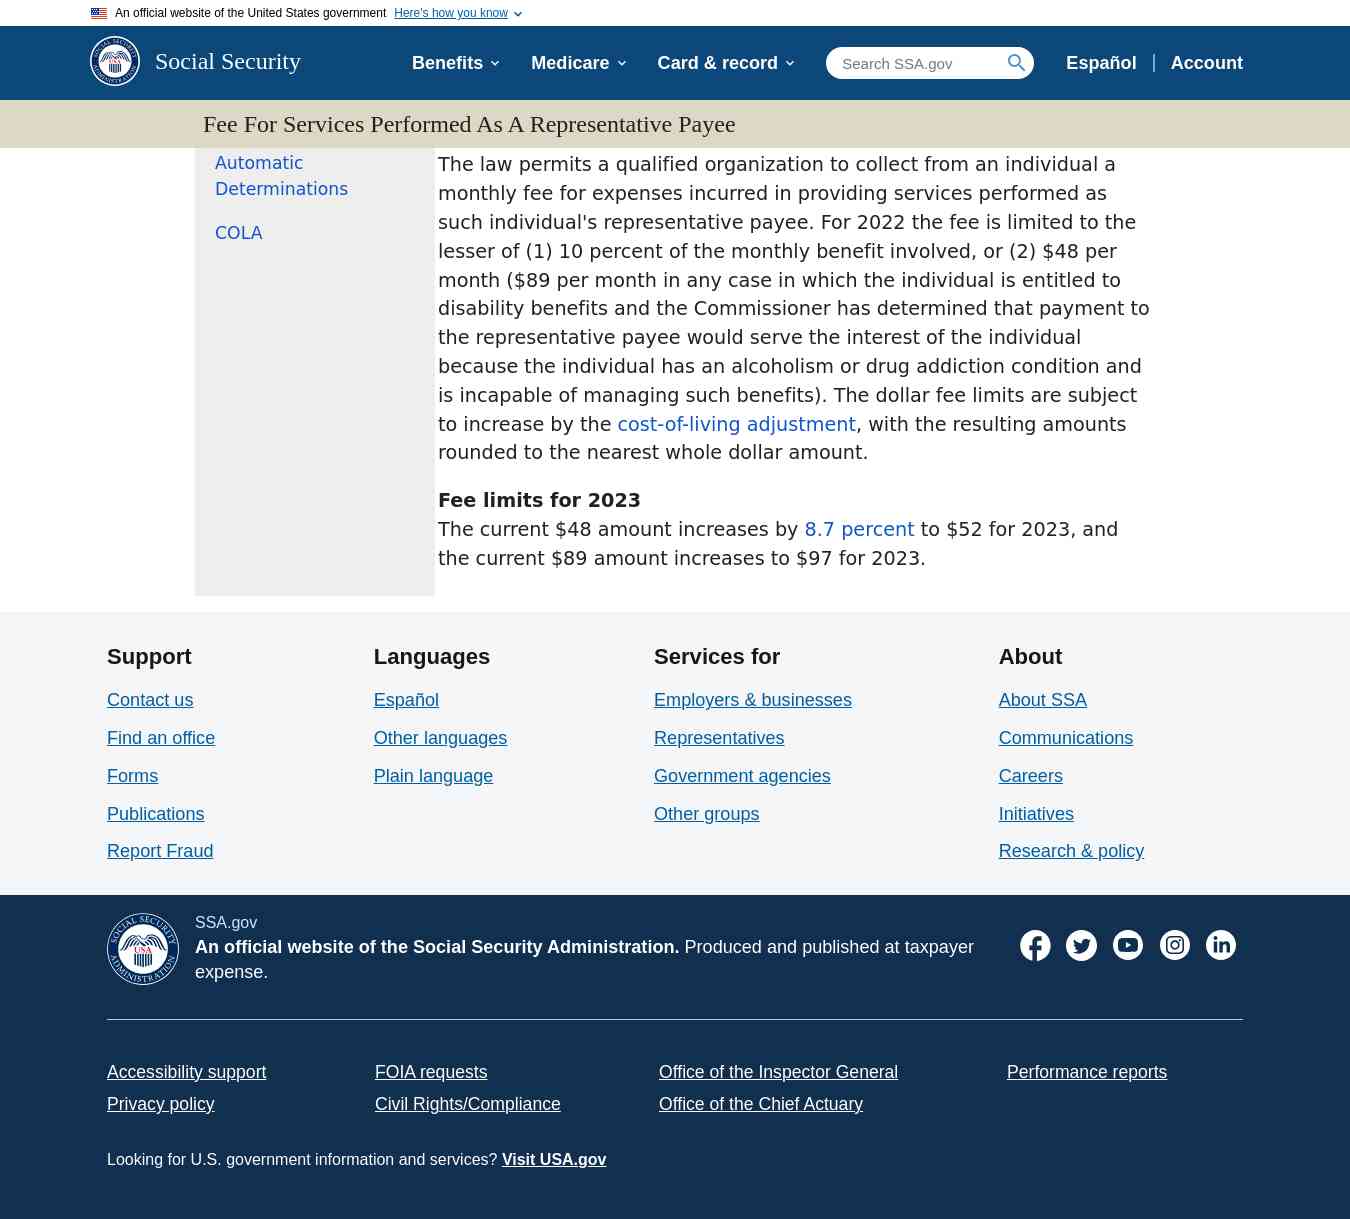 An official website of the United States government Here's how you know
Social Security
Benefits Medicare Card & record Search SSA.gov Español Account
Fee For Services Performed As A Representative Payee
Automatic
Determinations
COLA
The law permits a qualified organization to collect from an individual a
monthly fee for expenses incurred in providing services performed as
such individual's representative payee. For 2022 the fee is limited to the
lesser of (1) 10 percent of the monthly benefit involved, or (2) $48 per
month ($89 per month in any case in which the individual is entitled to
disability benefits and the Commissioner has determined that payment to
the representative payee would serve the interest of the individual
because the individual has an alcoholism or drug addiction condition and
is incapable of managing such benefits). The dollar fee limits are subject
to increase by the cost-of-living adjustment, with the resulting amounts
rounded to the nearest whole dollar amount.
Fee limits for 2023
The current $48 amount increases by 8.7 percent to $52 for 2023, and
the current $89 amount increases to $97 for 2023.
Support
Contact us
Find an office
Forms
Publications
Report Fraud
Languages
Español
Other languages
Plain language
Services for
Employers & businesses
Representatives
Government agencies
Other groups
About
About SSA
Communications
Careers
Initiatives
Research & policy
SOCIAL SECURITY
USA
ADMINISTRATION
SSA.gov
An official website of the Social Security Administration. Produced and published at taxpayer
expense.
Accessibility support
Privacy policy
FOIA requests
Civil Rights/Compliance
Office of the Inspector General
Office of the Chief Actuary
Performance reports
Looking for U.S. government information and services? Visit USA.gov